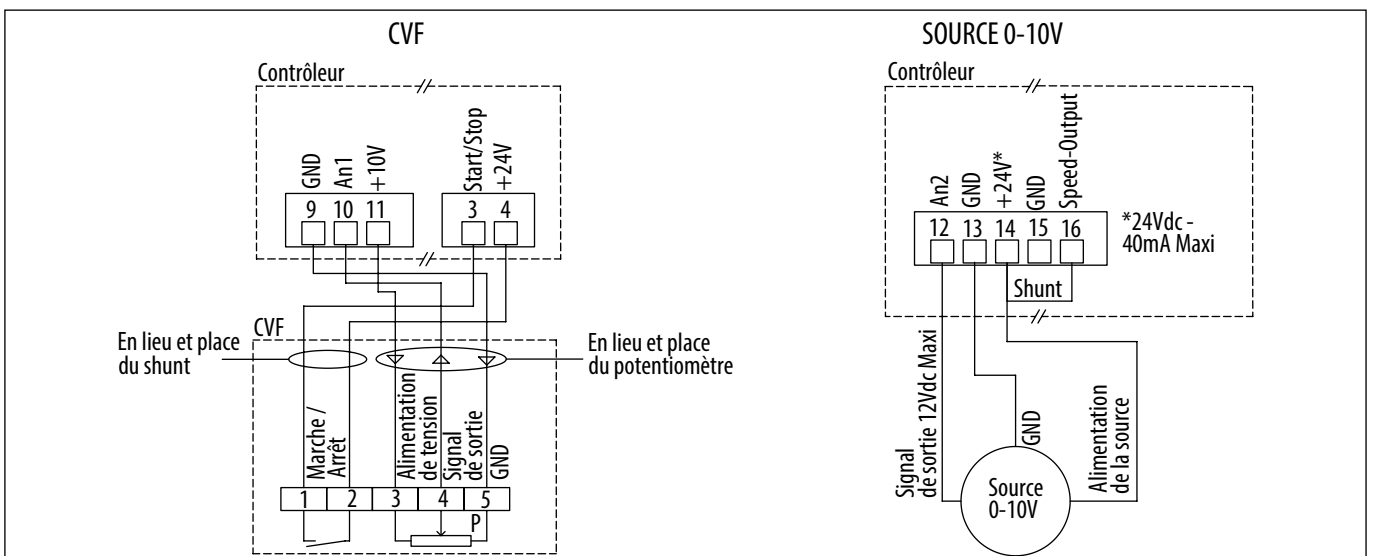 CVF
Contrôleur
GND
An1
+10V
Start/Stop
+24V
9 10 11
3 4
En lieu et place
du shunt
CVF
En lieu et place
du potentiomètre
Marche /
Arrêt
Alimentation
de tension
Signal
de sortie
GND
1 2 3 4 5
P
SOURCE 0-10V
Contrôleur
An2
GND
+24V*
GND
Speed-Output
12 13 14 15 16
*24Vdc -
40mA Maxi
Shunt
Signal
de sortie 12Vdc Maxi
GND
Alimentation
de la source
Source
0-10V